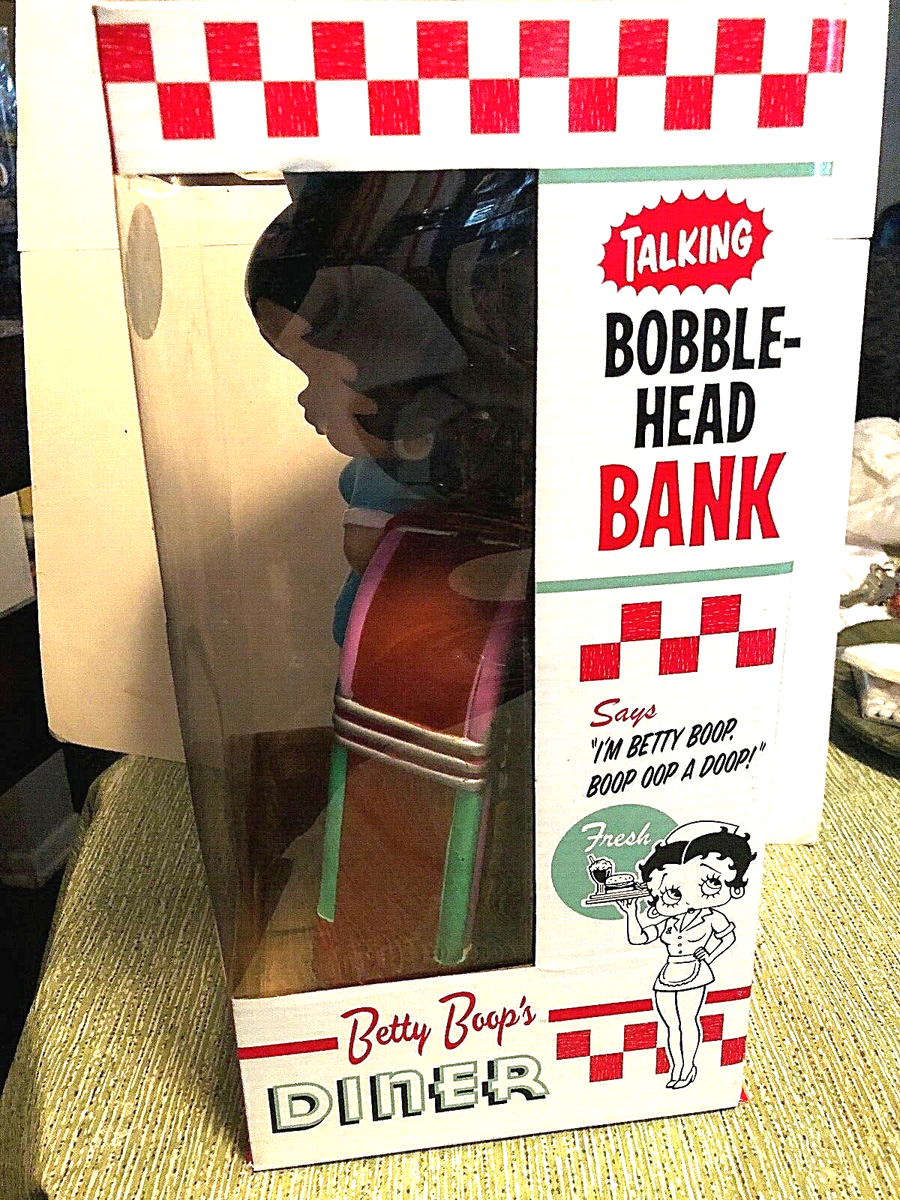 TALKING
BOBBLE-
HEAD
BANK
Says
"I'M BETTY BOOP.
BOOP OOP A DOOP!"
Fresh
Betty Boop's
DINER